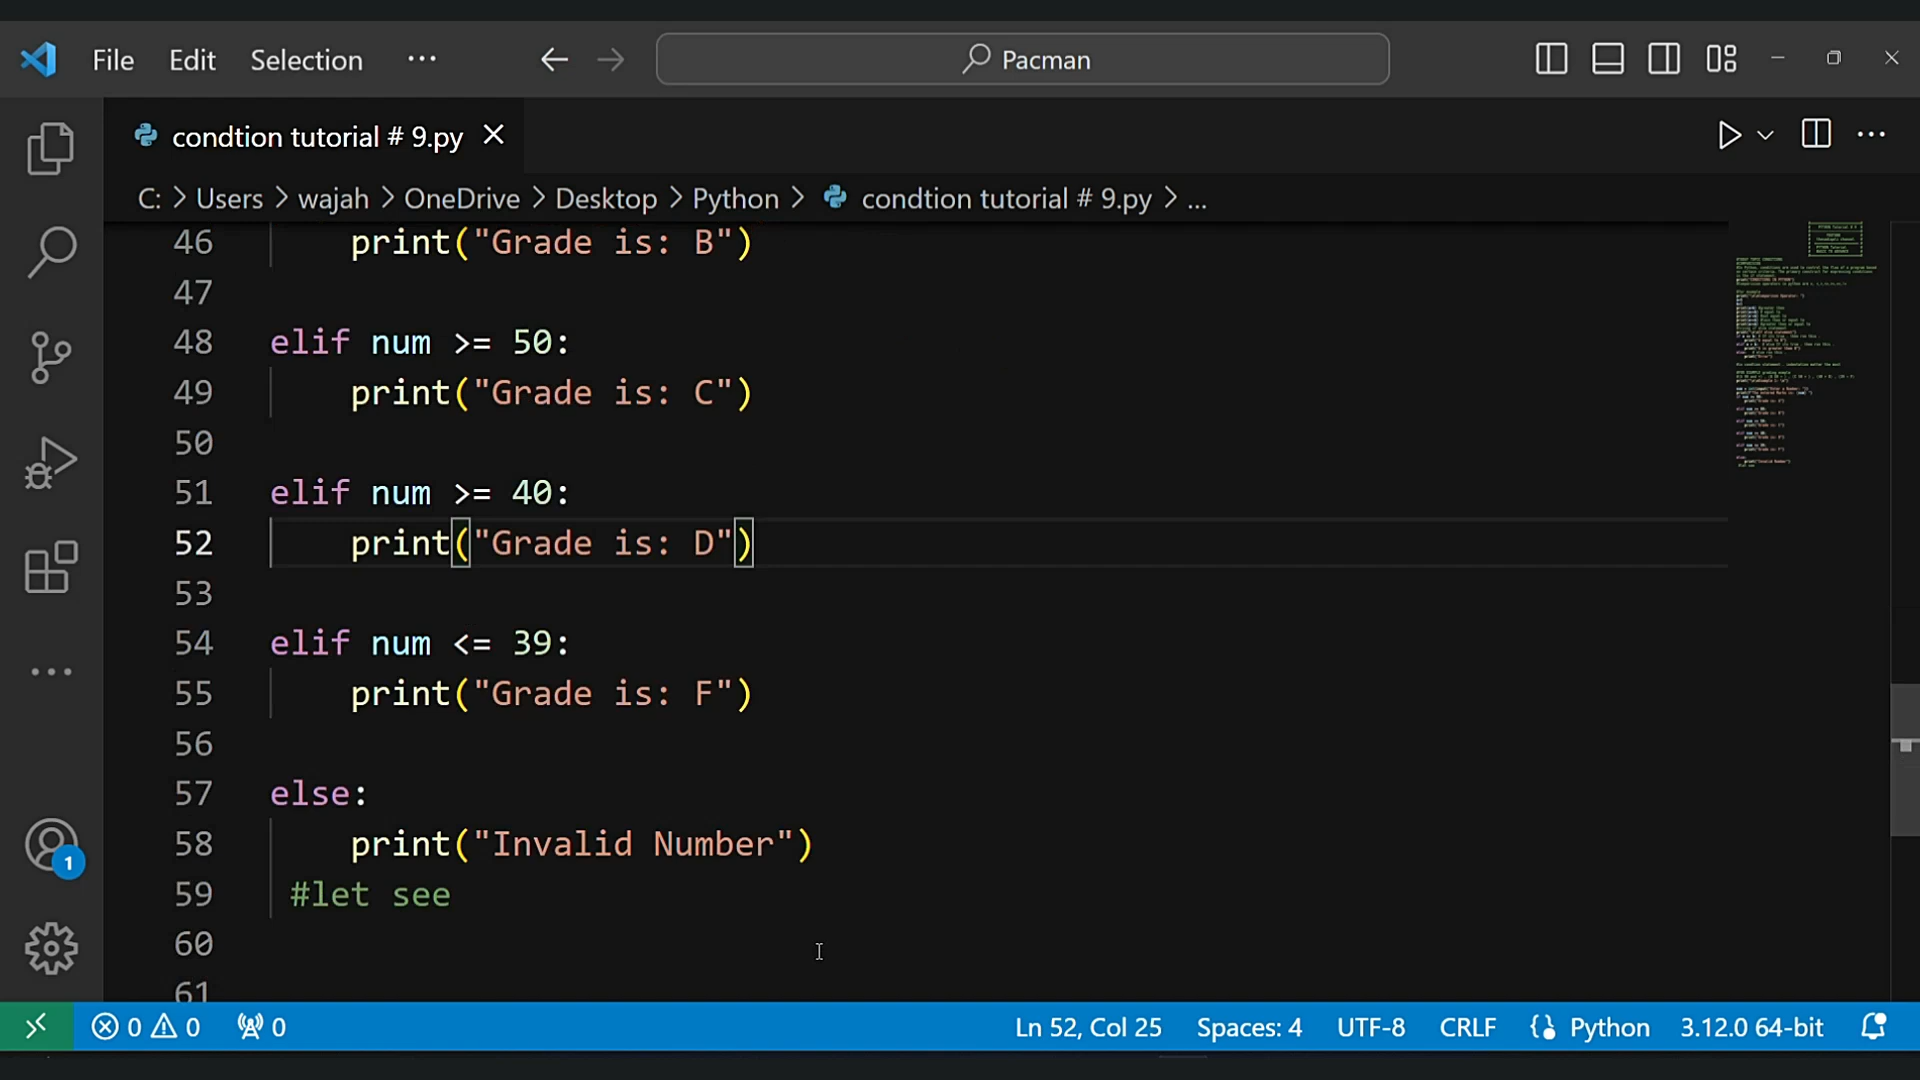 File Edit Selection ··· Pacman
condtion tutorial # 9.py
C: > Users > wajah > OneDrive > Desktop > Python > condtion tutorial # 9.py > ...
46 print("Grade is: B")
47
48 elif num >= 50:
49 print("Grade is: C")
50
51 elif num >= 40:
52 print("Grade is: D")
53
54 elif num <= 39:
55 print("Grade is: F")
56
57 else:
58 print("Invalid Number")
59 #let see
60
61
1
0 0 0 Ln 52, Col 25 Spaces: 4 UTF-8 CRLF Python 3.12.0 64-bit